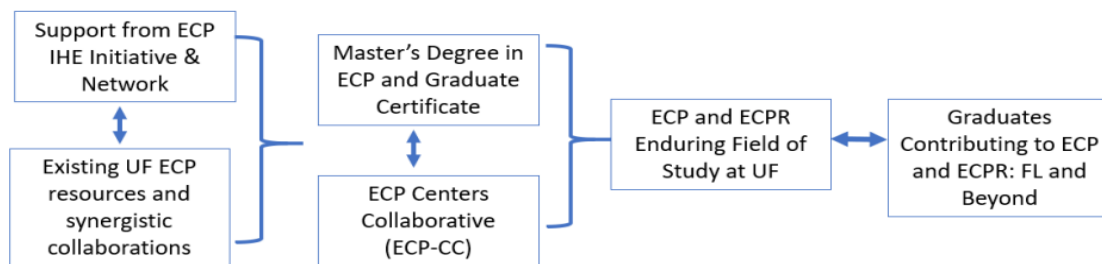 Support from ECP
IHE Initiative &
Network
Existing UF ECP
resources and
synergistic
collaborations
Master’s Degree in
ECP and Graduate
Certificate
ECP Centers
Collaborative
(ECP-CC)
ECP and ECPR
Enduring Field of
Study at UF
Graduates
Contributing to ECP
and ECPR: FL and
Beyond